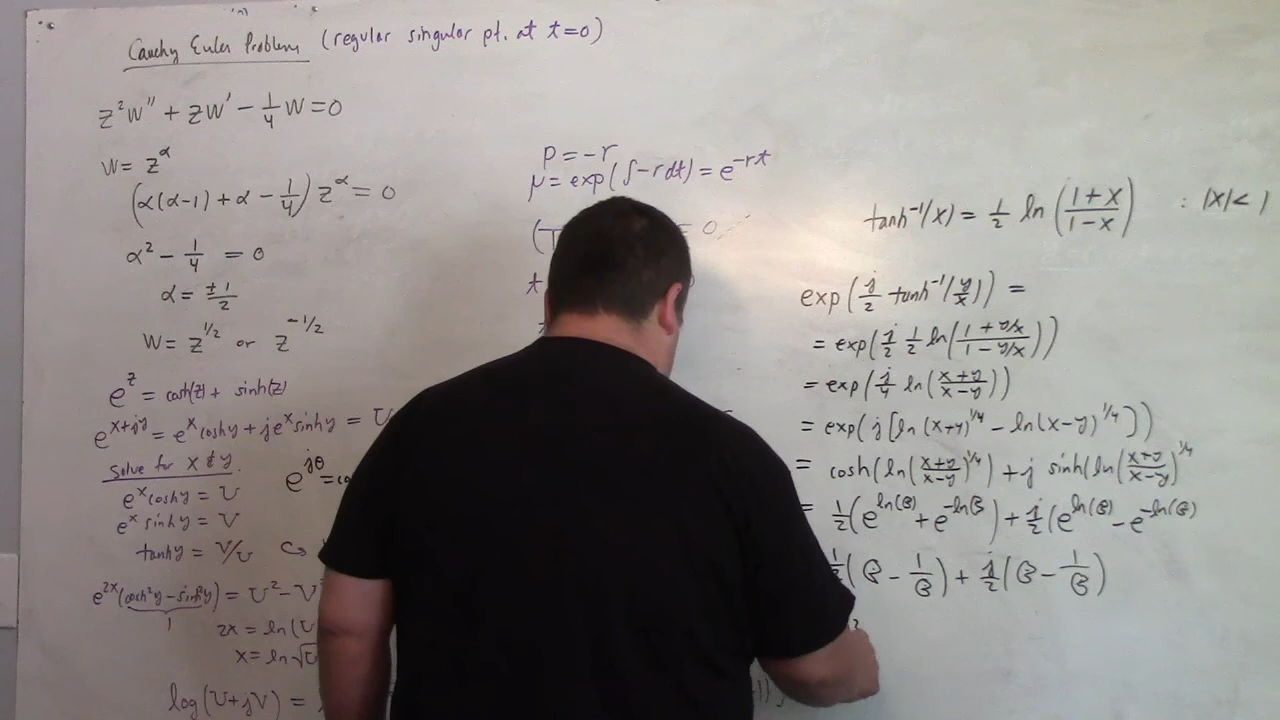 Cauchy Euler Problem (regular singular pt. at t=0)
z²w'' + zw' − 1/4 w = 0
w = z^α
(α(α−1) + α − 1/4) z^α = 0
α² − 1/4 = 0
α = ±1/2
w = z^{1/2} or z^{−1/2}
e^z = cosh(z) + sinh(z)
e^{x+jy} = e^x cosh y + j e^x sinh y = U
Solve for x & y.
e^x cosh y = U
e^x sinh y = V
tanh y = V/U ↪
e^{2x}(cosh²y − sinh²y) = U² − V
1
2x = ln(U
x = ln√U
log(U+jV) =
e^{jθ} = co
p = −r
μ = exp(∫−r dt) = e^{−rt}
= 0
t
tanh⁻¹(x) = 1/2 ln((1+x)/(1−x)) : |x| < 1
exp(j/2 tanh⁻¹(y/x)) =
= exp(j/2 1/2 ln((1 + y/x)/(1 − y/x)))
= exp(j/4 ln((x+y)/(x−y)))
= exp(j[ln(x+y)^{1/4} − ln(x−y)^{1/4}])
= cosh(ln((x+y)/(x−y))^{1/4}) + j sinh(ln((x+y)/(x−y))^{1/4}
= 1/2(e^{ln(β)} + e^{−lnβ}) + j/2(e^{ln(β)} − e^{−ln(β)}
1/2(β − 1/β) + j/2(β − 1/β)